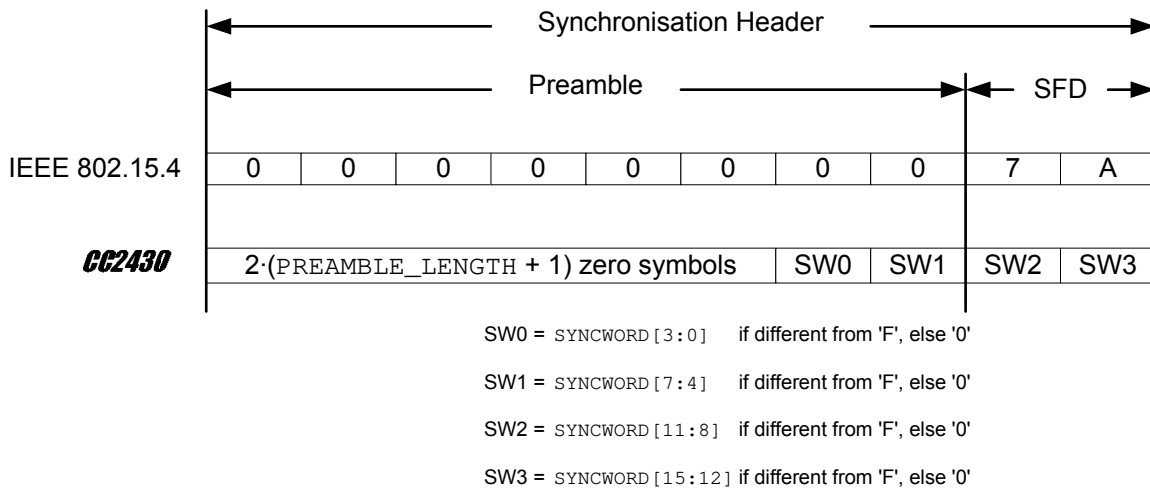 Synchronisation Header
Preamble SFD
IEEE 802.15.4 0 0 0 0 0 0 0 0 7 A
CC2430 2·(PREAMBLE_LENGTH + 1) zero symbols SW0 SW1 SW2 SW3
SW0 = SYNCWORD[3:0] if different from 'F', else '0'
SW1 = SYNCWORD[7:4] if different from 'F', else '0'
SW2 = SYNCWORD[11:8] if different from 'F', else '0'
SW3 = SYNCWORD[15:12] if different from 'F', else '0'